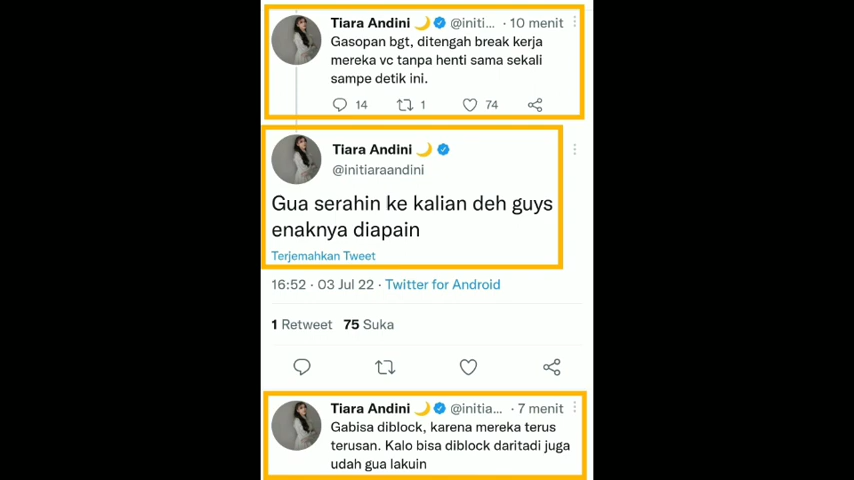 Tiara Andini🌙 @initi... · 10 menit
Gasopan bgt, ditengah break kerja
mereka vc tanpa henti sama sekali
sampe detik ini.
14 1 74
Tiara Andini🌙
@initiaraandini
Gua serahin ke kalian deh guys
enaknya diapain
Terjemahkan Tweet
16:52 · 03 Jul 22 · Twitter for Android
1 Retweet 75 Suka
Tiara Andini🌙 @initia... · 7 menit
Gabisa diblock, karena mereka terus
terusan. Kalo bisa diblock daritadi juga
udah gua lakuin